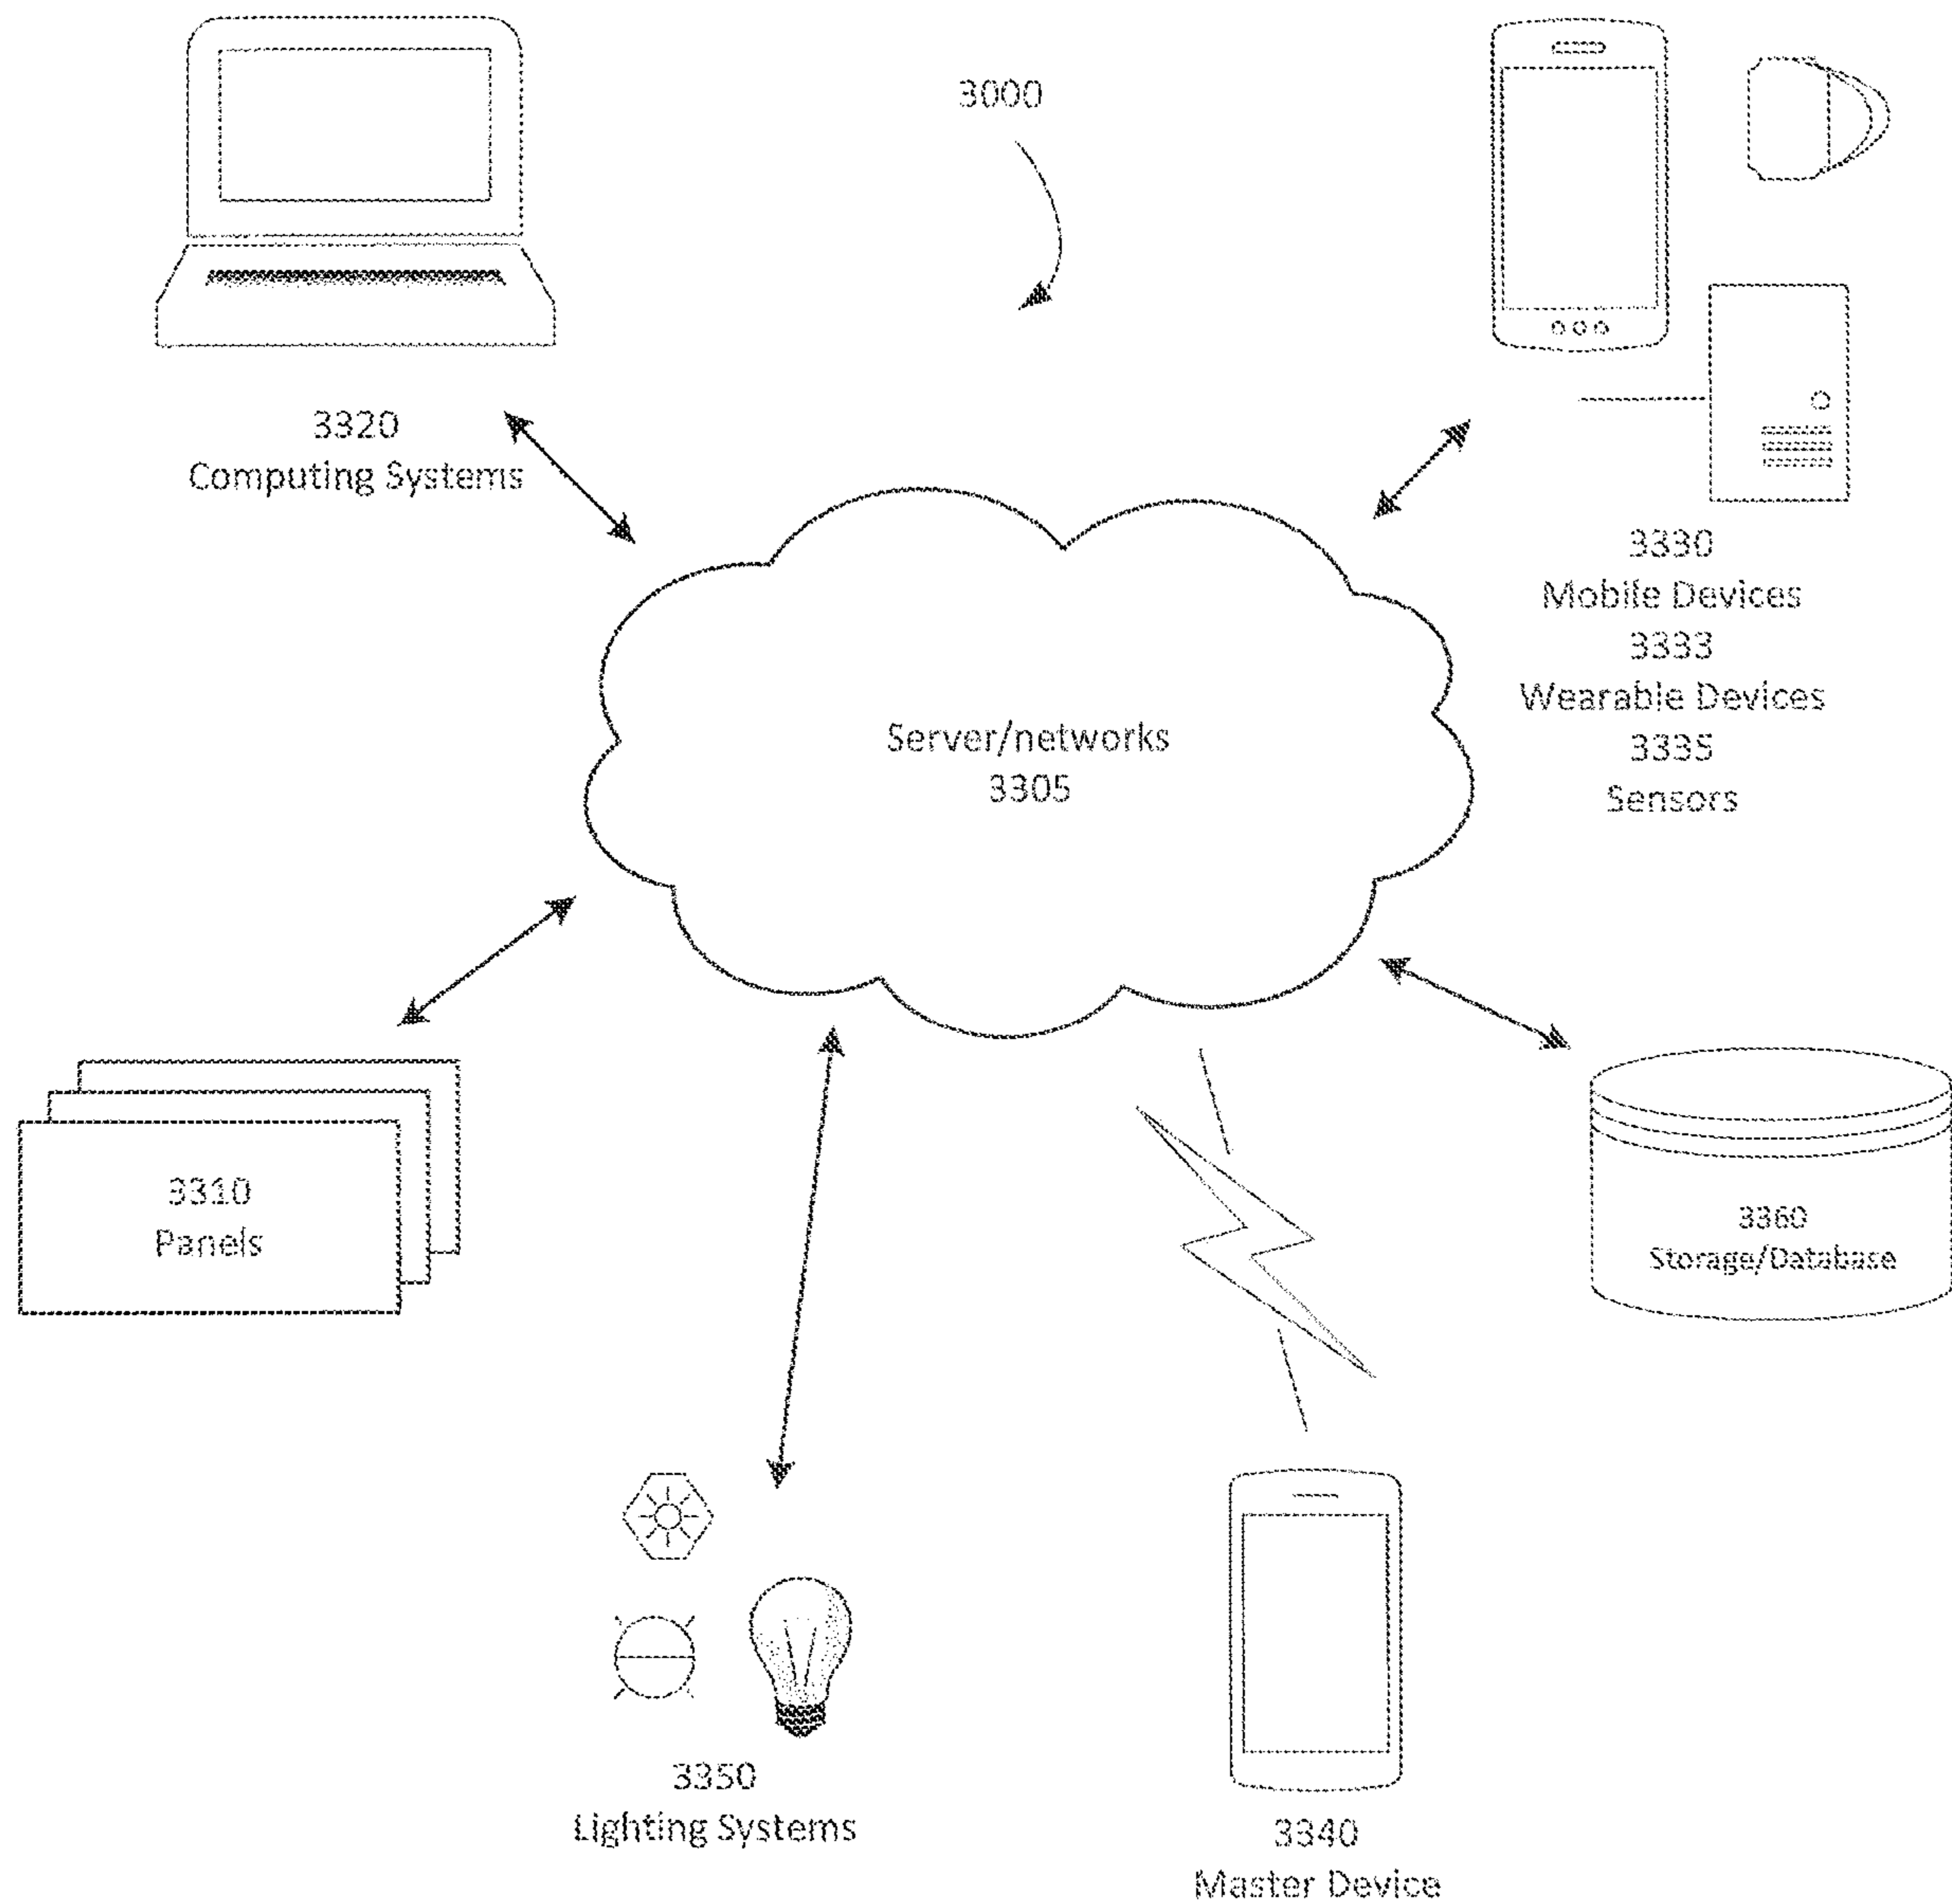 3000
3320
Computing Systems
3330
Mobile Devices
3333
Wearable Devices
3335
Sensors
Server/networks
3305
3310
Panels
3360
Storage/Database
3350
Lighting Systems
3340
Master Device